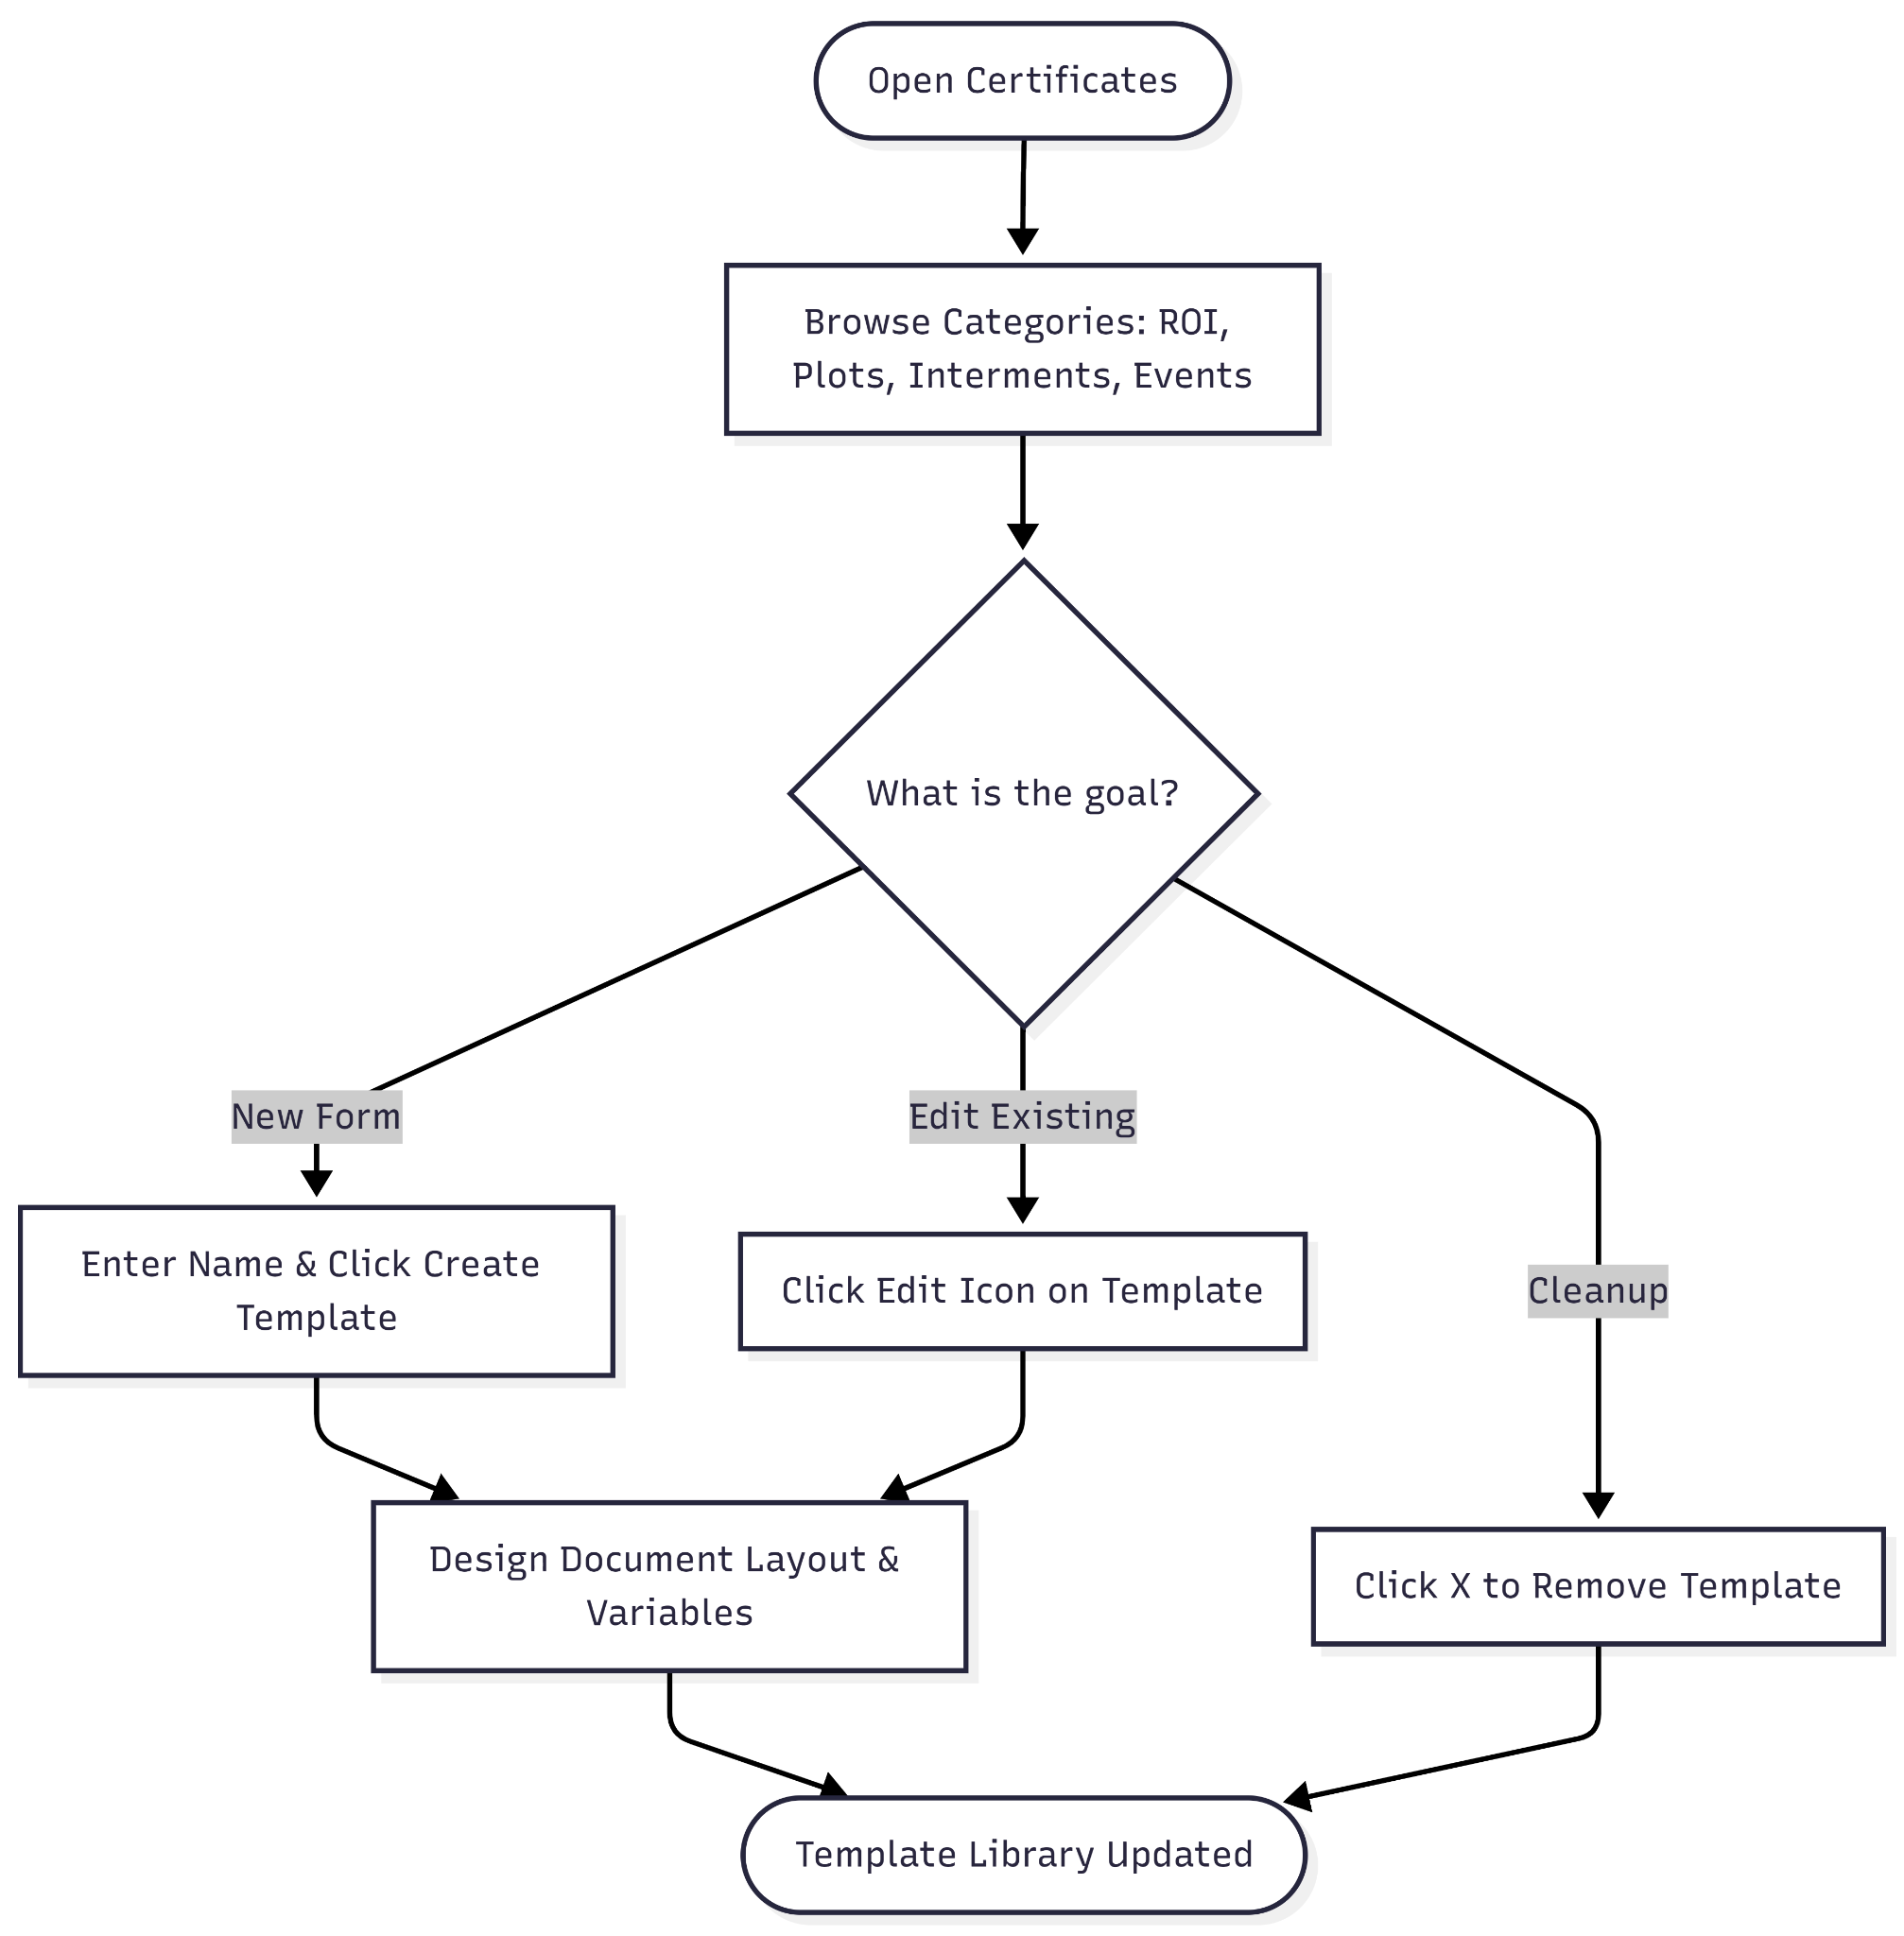 Open Certificates
Browse Categories: ROI,
Plots, Interments, Events
What is the goal?
New Form
Edit Existing
Cleanup
Enter Name & Click Create
Template
Click Edit Icon on Template
Design Document Layout &
Variables
Click X to Remove Template
Template Library Updated